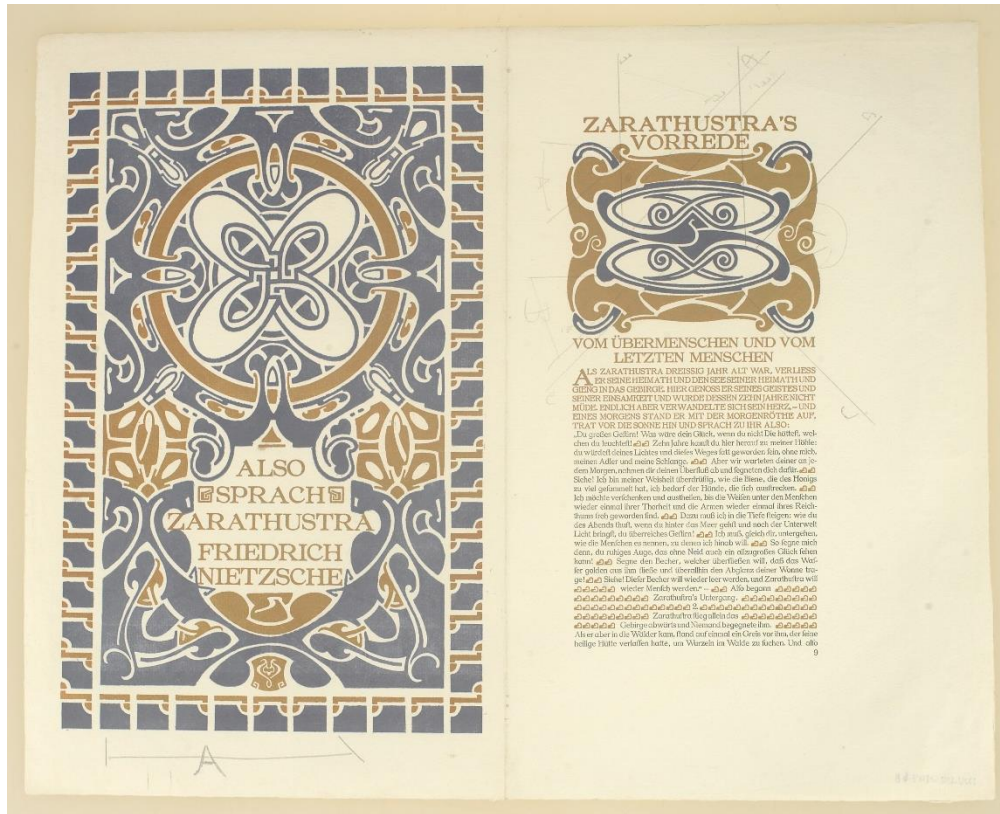 ALSO
SPRACH
ZARATHUSTRA
FRIEDRICH
NIETZSCHE
A
ZARATHUSTRA'S
VORREDE
VOM ÜBERMENSCHEN UND VOM
LETZTEN MENSCHEN
ALS ZARATHUSTRA DREISSIG JAHR ALT WAR, VERLIESS
ER SEINE HEIMATH UND DEN SEE SEINER HEIMATH UND
GIENG IN DAS GEBIRGE. HIER GENOSS ER SEINES GEISTES UND
SEINER EINSAMKEIT UND WURDE DESSEN ZEHN JAHRE NICHT
MÜDE. ENDLICH ABER VERWANDELTE SICH SEIN HERZ, – UND
EINES MORGENS STAND ER MIT DER MORGENRÖTHE AUF,
TRAT VOR DIE SONNE HIN UND SPRACH ZU IHR ALSO:
„Du großes Geſtirn! Was wäre dein Glück, wenn du nicht Die hätteſt, wel-
chen du leuchteſt! Zehn Jahre kamſt du hier herauf zu meiner Höhle:
du würdeſt deines Lichtes und dieſes Weges ſatt geworden ſein, ohne mich,
meinen Adler und meine Schlange. Aber wir warteten deiner an je-
dem Morgen, nahmen dir deinen Überfluß ab und ſegneten dich dafür.
Siehe! Ich bin meiner Weisheit überdrüſſig, wie die Biene, die des Honigs
zu viel geſammelt hat, ich bedarf der Hände, die ſich ausſtrecken.
Ich möchte verſchenken und austheilen, bis die Weiſen unter den Menſchen
wieder einmal ihrer Thorheit und die Armen wieder einmal ihres Reich-
thums froh geworden ſind. Dazu muß ich in die Tiefe ſteigen: wie du
des Abends thuſt, wenn du hinter das Meer gehſt und noch der Unterwelt
Licht bringſt, du überreiches Geſtirn! Ich muß, gleich dir, untergehen,
wie die Menſchen es nennen, zu denen ich hinab will. So ſegne mich
denn, du ruhiges Auge, das ohne Neid auch ein allzugroßes Glück ſehen
kann! Segne den Becher, welcher überfließen will, daß das Waſ-
ſer golden aus ihm fließe und überallhin den Abglanz deiner Wonne tra-
ge! Siehe! Dieſer Becher will wieder leer werden, und Zarathuſtra will
wieder Menſch werden.“ – Alſo begann
Zarathuſtra's Untergang.
2.
Zarathuſtra ſtieg allein das
Gebirge abwärts und Niemand begegnete ihm.
Als er aber in die Wälder kam, ſtand auf einmal ein Greis vor ihm, der ſeine
heilige Hütte verlaſſen hatte, um Wurzeln im Walde zu ſuchen. Und alſo
9